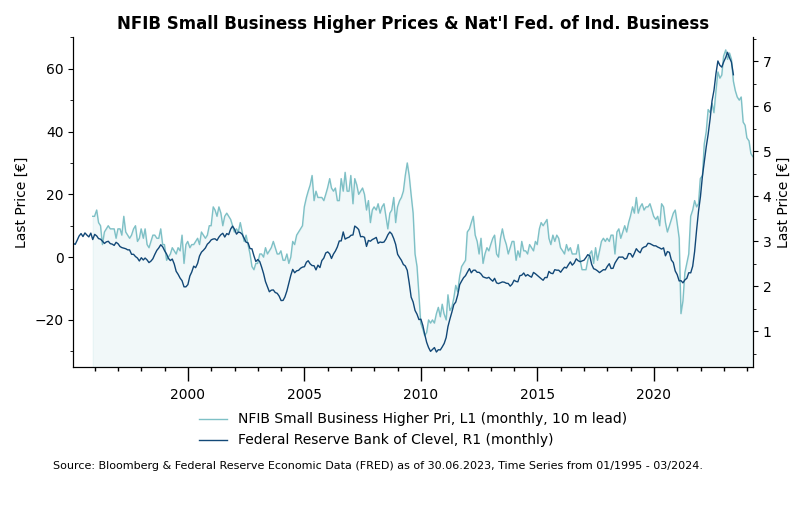 NFIB Small Business Higher Prices & Nat'l Fed. of Ind. Business
60
40
20
0
−20
Last Price [€]
7
6
5
4
3
2
1
Last Price [€]
2000 2005 2010 2015 2020
NFIB Small Business Higher Pri, L1 (monthly, 10 m lead)
Federal Reserve Bank of Clevel, R1 (monthly)
Source: Bloomberg & Federal Reserve Economic Data (FRED) as of 30.06.2023, Time Series from 01/1995 - 03/2024.